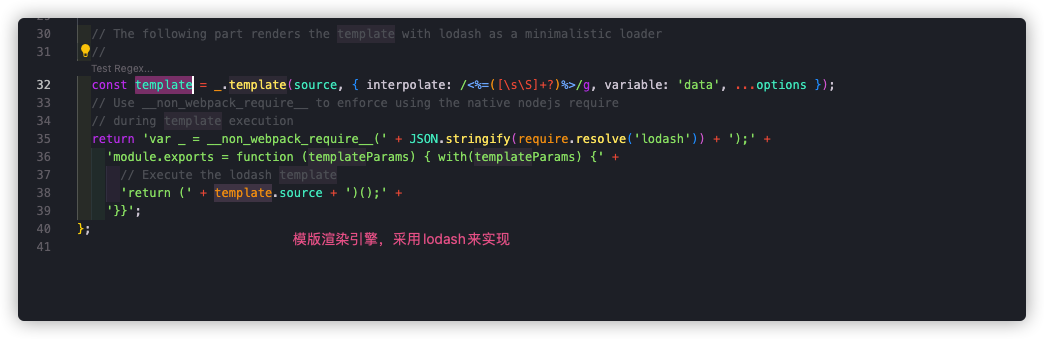 30 // The following part renders the template with lodash as a minimalistic loader
31 //
Test Regex...
32 const template = _.template(source, { interpolate: /<%=([\s\S]+?)%>/g, variable: 'data', ...options });
33 // Use __non_webpack_require__ to enforce using the native nodejs require
34 // during template execution
35 return 'var _ = __non_webpack_require__(' + JSON.stringify(require.resolve('lodash')) + ');' +
36 'module.exports = function (templateParams) { with(templateParams) {' +
37 // Execute the lodash template
38 'return (' + template.source + ')();' +
39 '}}';
40 };
模版渲染引擎，采用lodash来实现
41